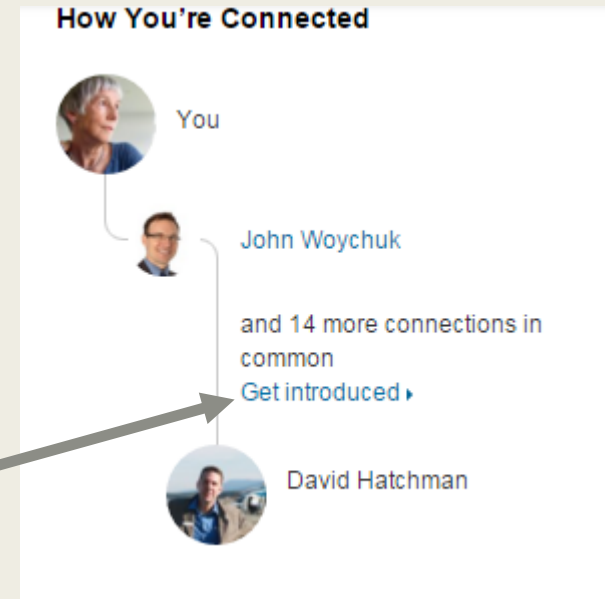 How You’re Connected
You
John Woychuk
and 14 more connections in
common
Get introduced
David Hatchman